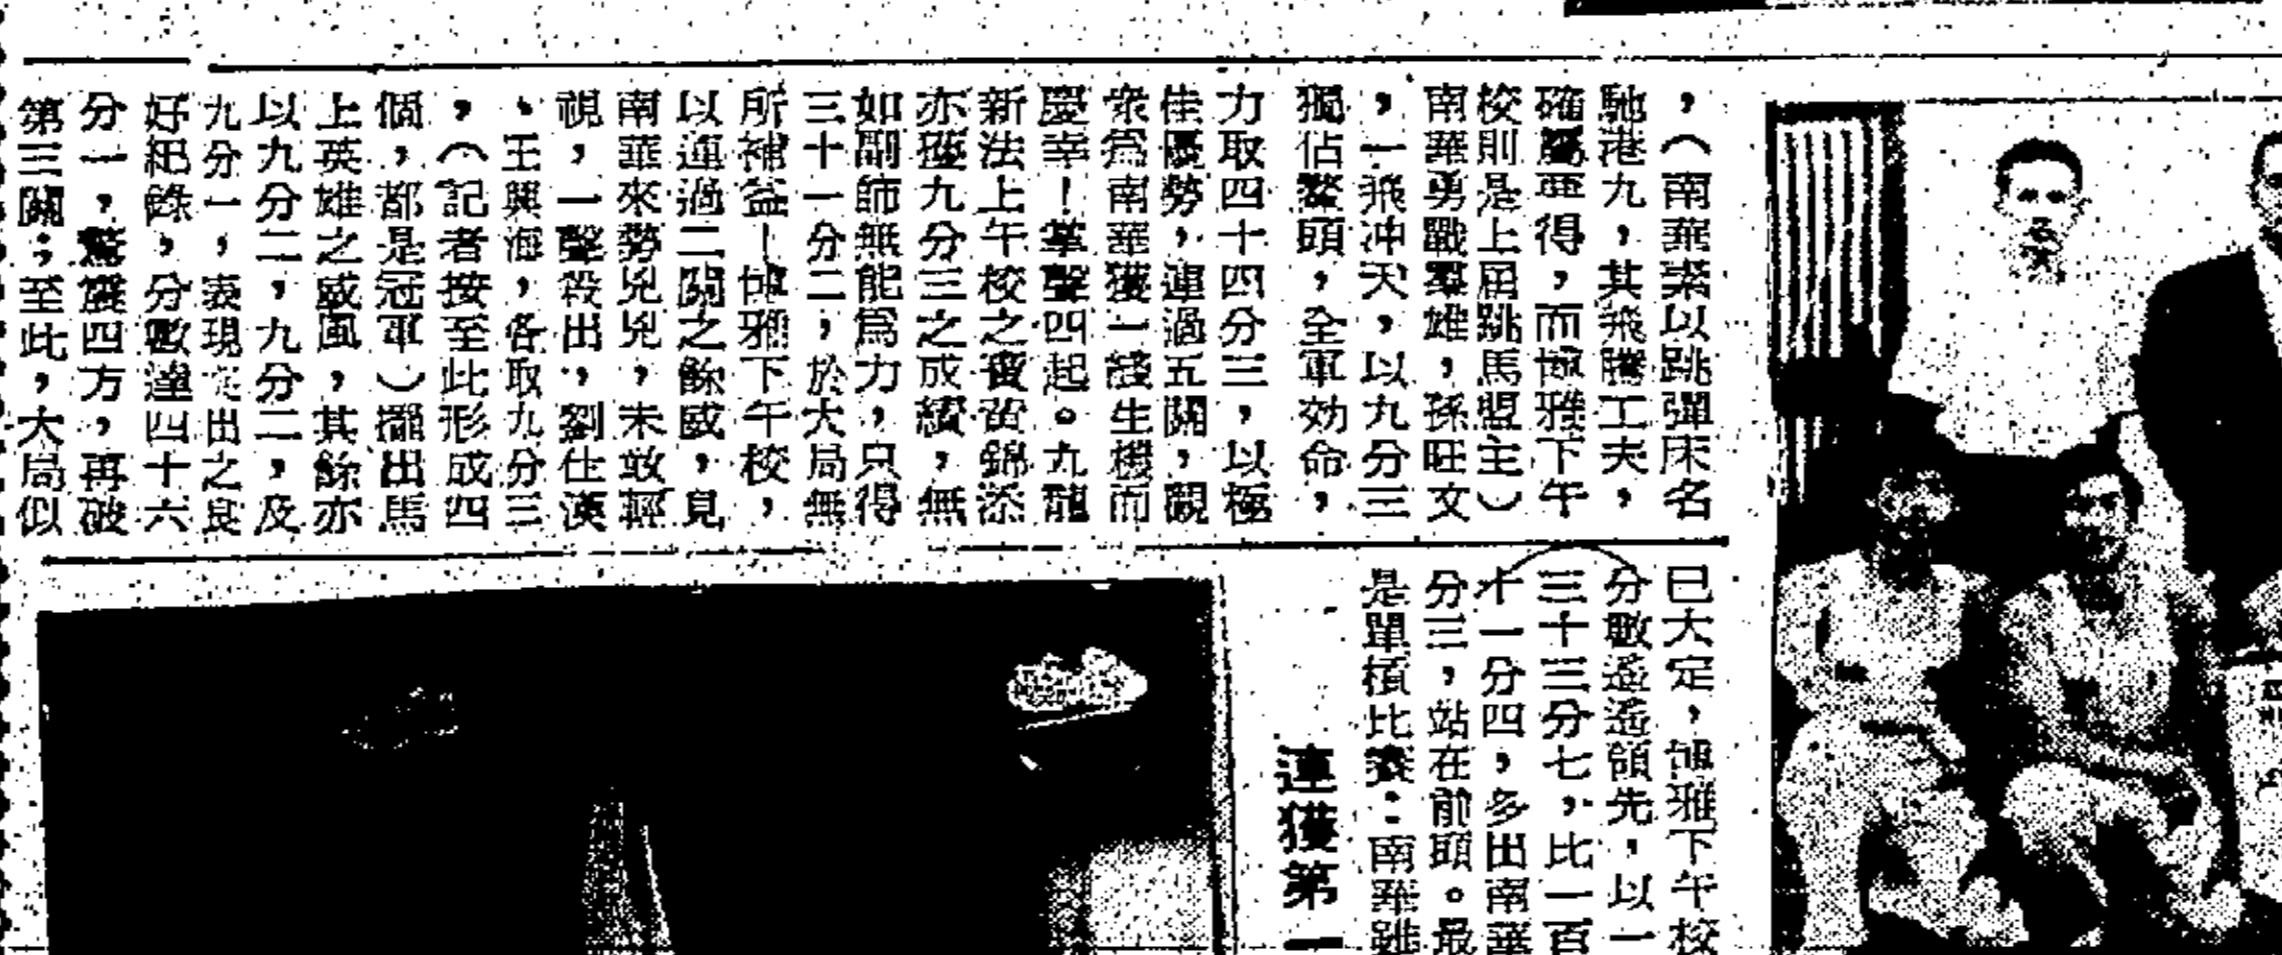 ，（南華素以跳彈床名
馳港九，其飛騰工夫，
確屬亞得，而博雅下午
校則是上屆跳馬盟主）
南華勇戰羣雄，孫旺文
，一飛冲天，以九分三
獨佔鰲頭，全軍効命，
力取四十四分三，以極
佳優勢，連過五關，觀
衆爲南華獲一綫生機而
慶幸！掌聲四起。九龍
新法上午校之黃錦添
亦獲九分三之成績，無
如副師無能爲力，只得
三十一分二，於大局無
所補益－博雅下午校，
以連過二關之餘威，見
南華來勢兇兇，未敢輕
視，一聲殺出，劉仕漢
、王興海，各取九分三
，（記者按至此形成四
個，都是冠軍）擺出馬
上英雄之威風，其餘亦
以九分二，九分二，及
九分一，表現出之良
好紀錄，分數達四十六
分一，驚震四方，再破
第三關；至此，大局似
已大定，博雅下午校
分數遙遙領先，以一
三十三分七，比一百
十一分四，多出南華
分三，站在前頭。最
是單槓比賽：南華跳
連獲第一